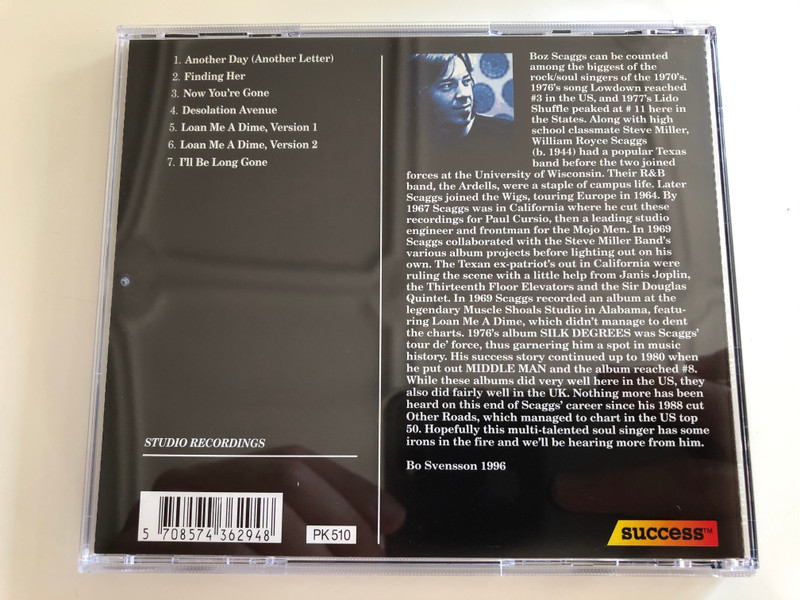 1. Another Day (Another Letter)
2. Finding Her
3. Now You're Gone
4. Desolation Avenue
5. Loan Me A Dime, Version 1
6. Loan Me A Dime, Version 2
7. I'll Be Long Gone
STUDIO RECORDINGS
5 708574 362948
PK 510
Boz Scaggs can be counted
among the biggest of the
rock/soul singers of the 1970's.
1976's song Lowdown reached
#3 in the US, and 1977's Lido
Shuffle peaked at # 11 here in
the States. Along with high
school classmate Steve Miller,
William Royce Scaggs
(b. 1944) had a popular Texas
band before the two joined
forces at the University of Wisconsin. Their R&B
band, the Ardells, were a staple of campus life. Later
Scaggs joined the Wigs, touring Europe in 1964. By
1967 Scaggs was in California where he cut these
recordings for Paul Cursio, then a leading studio
engineer and frontman for the Mojo Men. In 1969
Scaggs collaborated with the Steve Miller Band's
various album projects before lighting out on his
own. The Texan ex-patriot's out in California were
ruling the scene with a little help from Janis Joplin,
the Thirteenth Floor Elevators and the Sir Douglas
Quintet. In 1969 Scaggs recorded an album at the
legendary Muscle Shoals Studio in Alabama, featu-
ring Loan Me A Dime, which didn't manage to dent
the charts. 1976's album SILK DEGREES was Scaggs'
tour de' force, thus garnering him a spot in music
history. His success story continued up to 1980 when
he put out MIDDLE MAN and the album reached #8.
While these albums did very well here in the US, they
also did fairly well in the UK. Nothing more has been
heard on this end of Scaggs' career since his 1988 cut
Other Roads, which managed to chart in the US top
50. Hopefully this multi-talented soul singer has some
irons in the fire and we'll be hearing more from him.
Bo Svensson 1996
success™